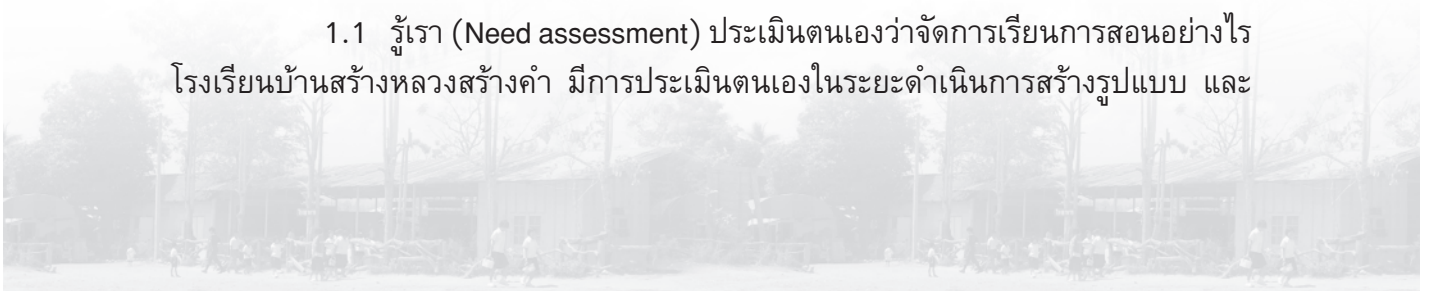 1.1 รู้เรา (Need assessment) ประเมินตนเองว่าจัดการเรียนการสอนอย่างไร
โรงเรียนบ้านสร้างหลวงสร้างคำ มีการประเมินตนเองในระยะดำเนินการสร้างรูปแบบ และ